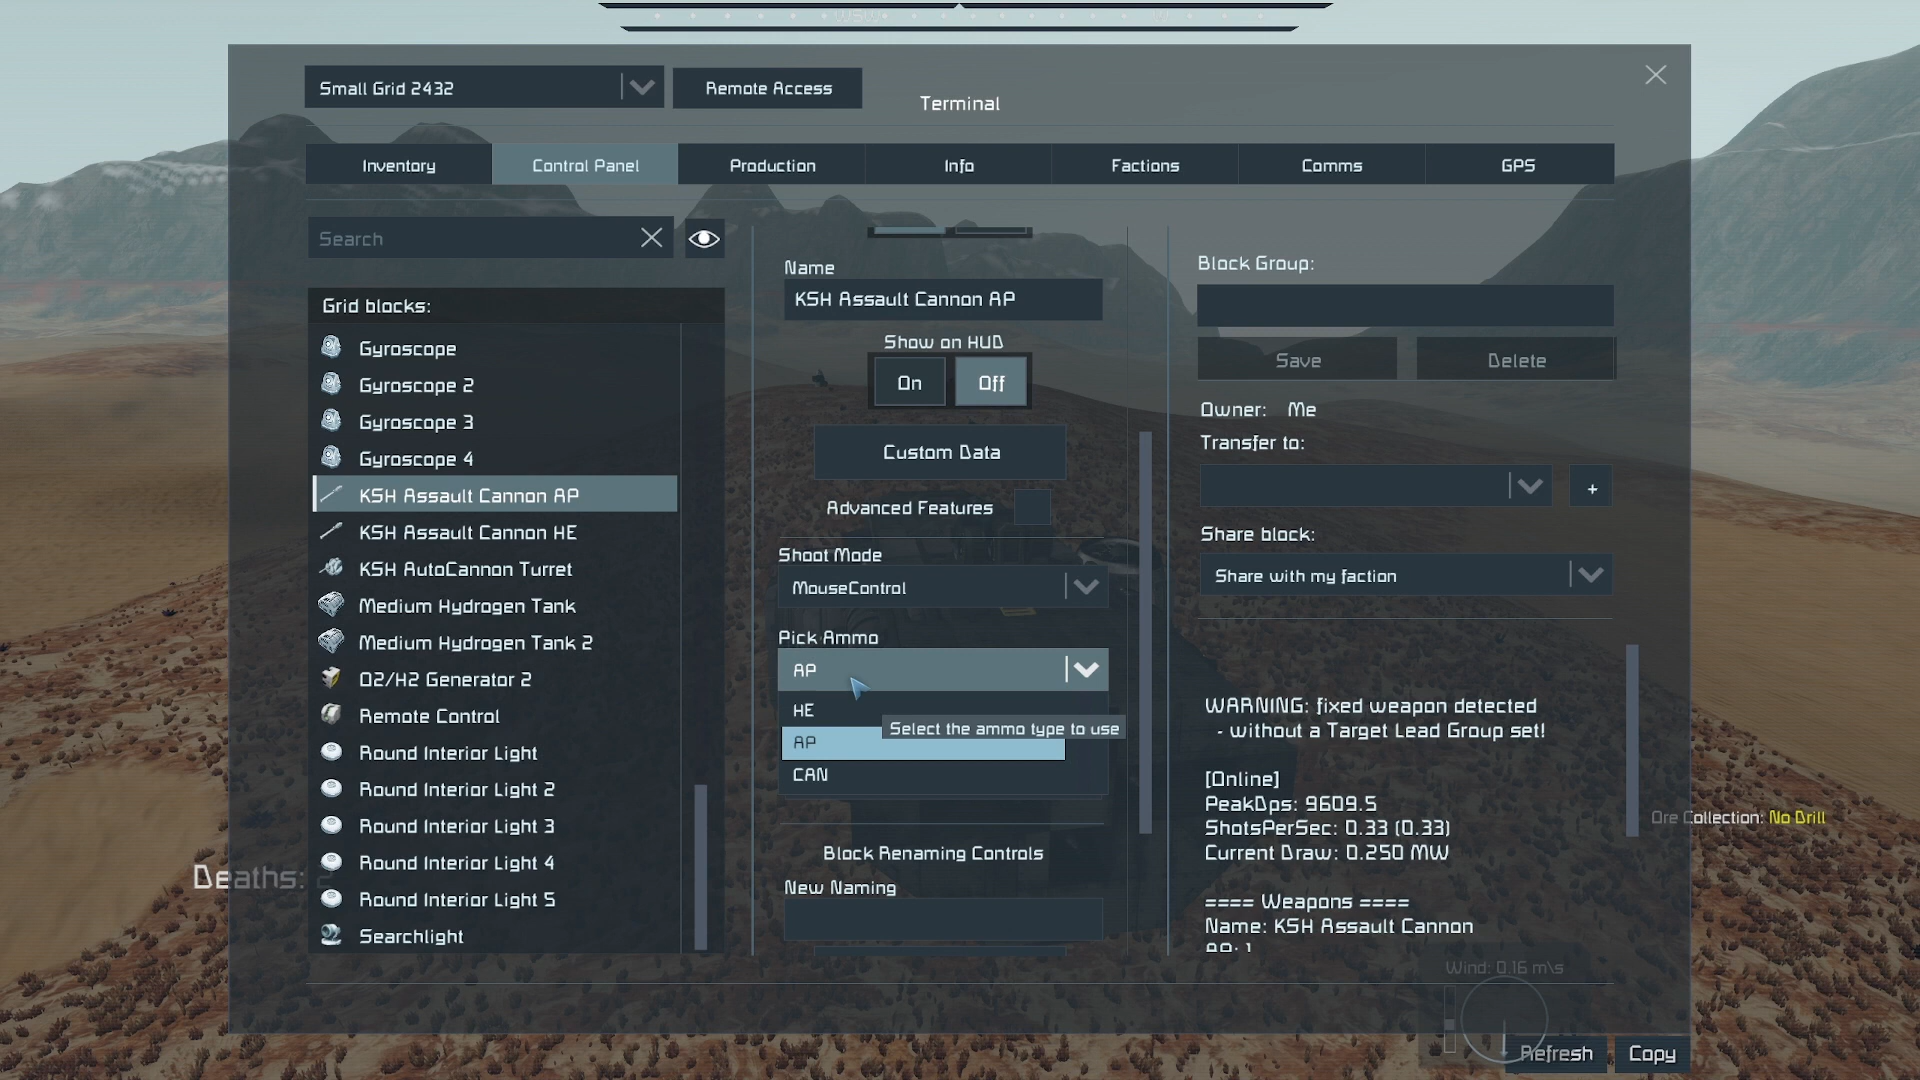 Small Grid 2432
Remote Access
Terminal
Inventory
Control Panel
Production
Info
Factions
Comms
GPS
Search
Grid blocks:
Gyroscope
Gyroscope 2
Gyroscope 3
Gyroscope 4
KSH Assault Cannon AP
KSH Assault Cannon HE
KSH AutoCannon Turret
Medium Hydrogen Tank
Medium Hydrogen Tank 2
O2/H2 Generator 2
Remote Control
Round Interior Light
Round Interior Light 2
Round Interior Light 3
Round Interior Light 4
Round Interior Light 5
Searchlight
Deaths:
Name
KSH Assault Cannon AP
Show on HUD
On
Off
Custom Data
Advanced Features
Shoot Mode
MouseControl
Pick Ammo
AP
HE
Select the ammo type to use
AP
CAN
Block Renaming Controls
New Naming
Block Group:
Save
Delete
Owner: Me
Transfer to:
+
Share block:
Share with my faction
WARNING: fixed weapon detected
- without a Target Lead Group set!
[Online]
PeakDps: 9609.5
ShotsPerSec: 0.33 (0.33)
Current Draw: 0.250 MW
==== Weapons ====
Name: KSH Assault Cannon
Ore Collection: No Drill
Wind: 0.16 m\s
Refresh
Copy